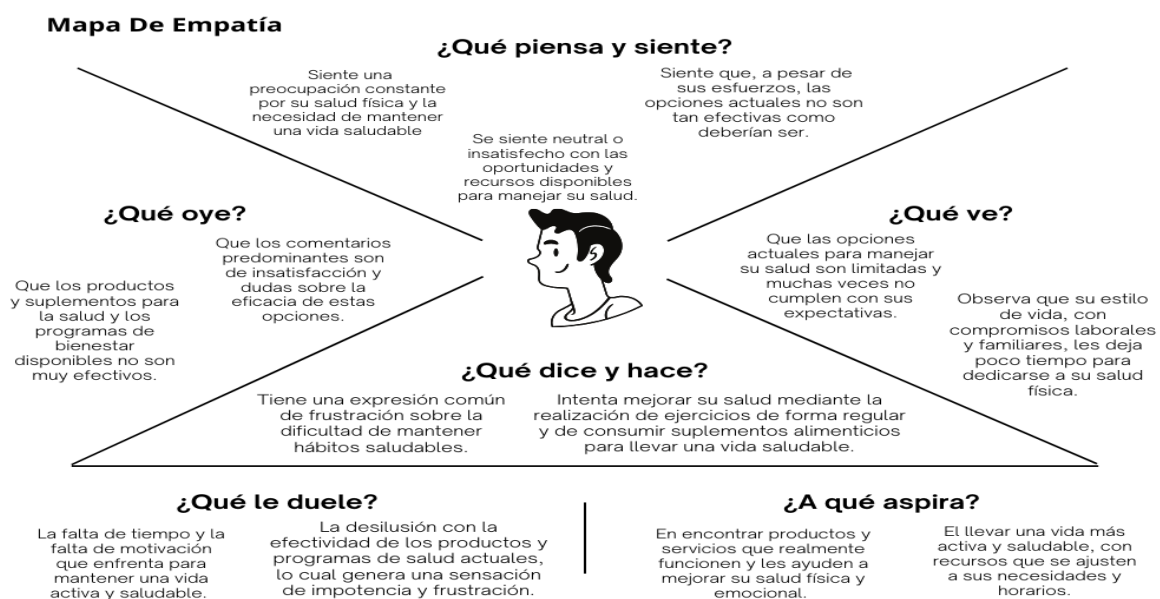 Mapa De Empatía
¿Qué piensa y siente?
Siente una
preocupación constante
por su salud física y la
necesidad de mantener
una vida saludable
Siente que, a pesar de
sus esfuerzos, las
opciones actuales no son
tan efectivas como
deberían ser.
Se siente neutral o
insatisfecho con las
oportunidades y
recursos disponibles
para manejar su salud.
¿Qué oye?
Que los comentarios
predominantes son
de insatisfacción y
dudas sobre la
eficacia de estas
opciones.
Que los productos
y suplementos para
la salud y los
programas de
bienestar
disponibles no son
muy efectivos.
¿Qué ve?
Que las opciones
actuales para manejar
su salud son limitadas y
muchas veces no
cumplen con sus
expectativas.
Observa que su estilo
de vida, con
compromisos laborales
y familiares, les deja
poco tiempo para
dedicarse a su salud
física.
¿Qué dice y hace?
Tiene una expresión común
de frustración sobre la
dificultad de mantener
hábitos saludables.
Intenta mejorar su salud mediante la
realización de ejercicios de forma regular
y de consumir suplementos alimenticios
para llevar una vida saludable.
¿Qué le duele?
La falta de tiempo y la
falta de motivación
que enfrenta para
mantener una vida
activa y saludable.
La desilusión con la
efectividad de los productos y
programas de salud actuales,
lo cual genera una sensación
de impotencia y frustración.
¿A qué aspira?
En encontrar productos y
servicios que realmente
funcionen y les ayuden a
mejorar su salud física y
emocional.
El llevar una vida más
activa y saludable, con
recursos que se ajusten
a sus necesidades y
horarios.